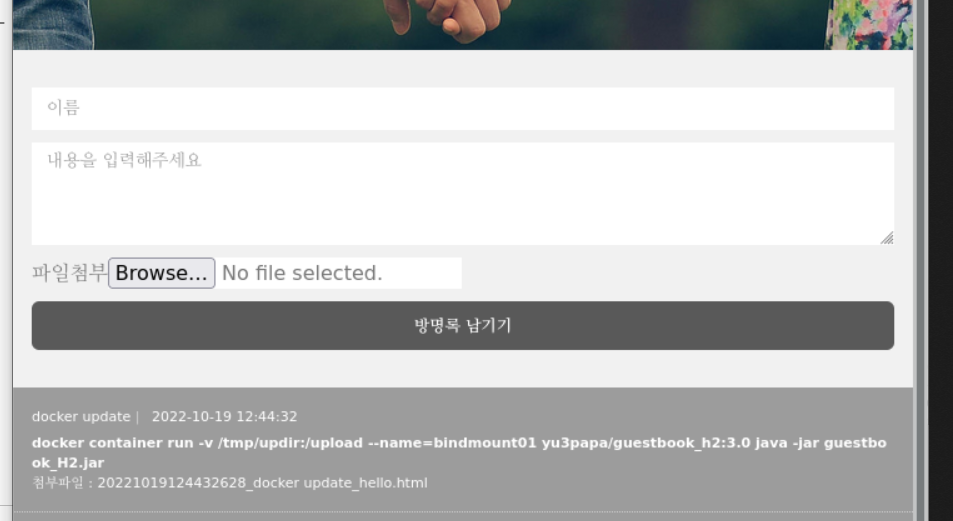 이름
내용을 입력해주세요
파일첨부 Browse... No file selected.
방명록 남기기
docker update | 2022-10-19 12:44:32
docker container run -v /tmp/updir:/upload --name=bindmount01 yu3papa/guestbook_h2:3.0 java -jar guestbo
ok_H2.jar
첨부파일 : 20221019124432628_docker update_hello.html